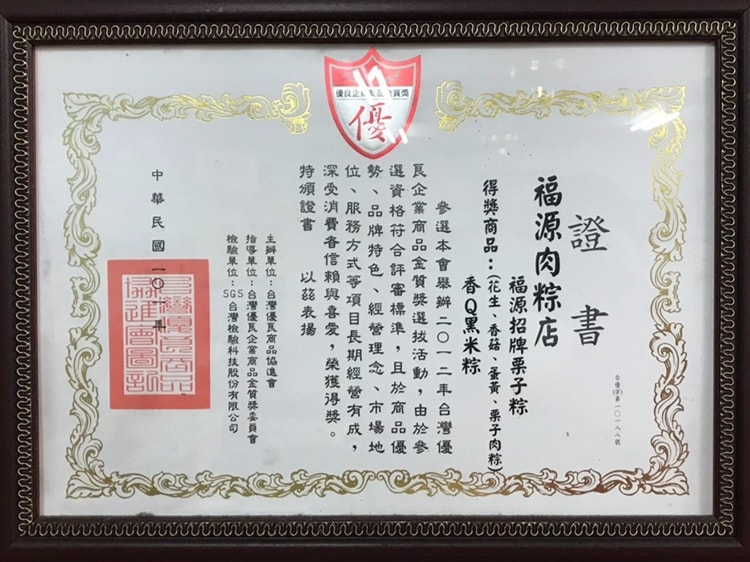 優良企業商品金質獎
優
證書
台優(字)第一〇一八八號
福源肉粽店
得獎商品：福源招牌栗子粽
(花生、香菇、蛋黃、栗子肉粽)
香Q黑米粽
參選本會舉辦二〇一二年台灣優
良企業商品金質獎選拔活動，由於參
選資格符合評審標準，且於商品優
勢、品牌特色、經營理念、市場地
位、服務方式等項目長期經營有成，
深受消費者信賴與喜愛，榮獲得獎。
特頒證書 以茲表揚
主辦單位：台灣優良商品協進會
指導單位：台灣優良企業商品金質獎委員會
檢驗單位：SGS台灣檢驗科技股份有限公司
中華民國一〇一年